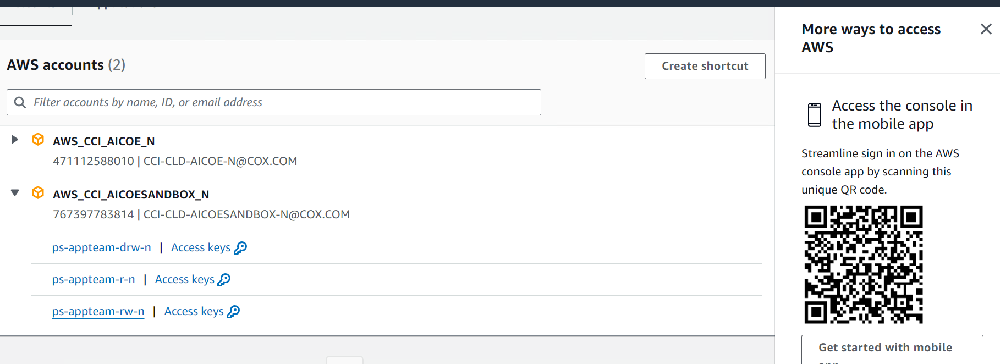 AWS accounts (2)
Create shortcut
Filter accounts by name, ID, or email address
AWS_CCI_AICOE_N
471112588010 | CCI-CLD-AICOE-N@COX.COM
AWS_CCI_AICOESANDBOX_N
767397783814 | CCI-CLD-AICOESANDBOX-N@COX.COM
ps-appteam-drw-n | Access keys
ps-appteam-r-n | Access keys
ps-appteam-rw-n | Access keys
More ways to access
AWS
Access the console in
the mobile app
Streamline sign in on the AWS
console app by scanning this
unique QR code.
Get started with mobile